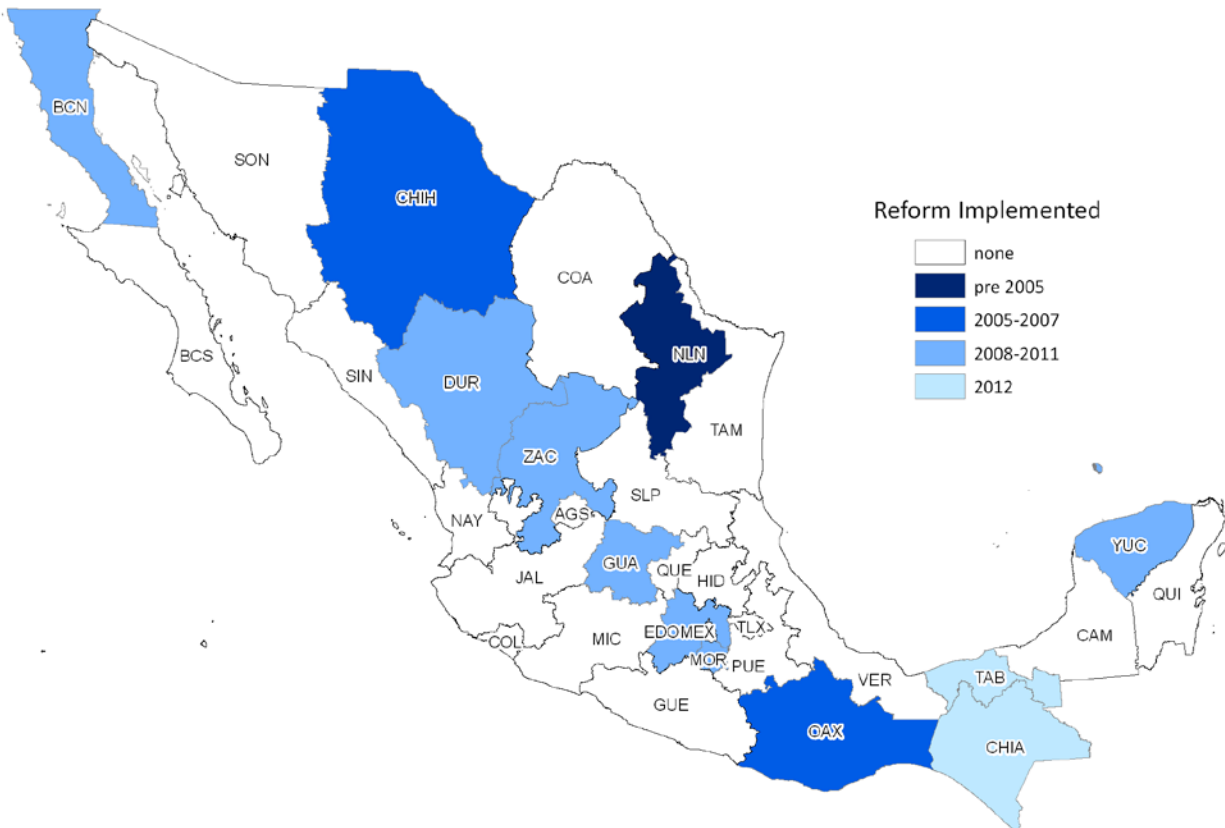 BCN
SON
CHIH
Reform Implemented
none
pre 2005
2005-2007
2008-2011
2012
COA
BCS
SIN
DUR
NLN
TAM
ZAC
SLP
NAY
AGS
YUC
JAL
GUA
QUE
HID
QUI
COL
MIC
EDOMEX
TLX
CAM
MOR
PUE
VER
TAB
GUE
OAX
CHIA